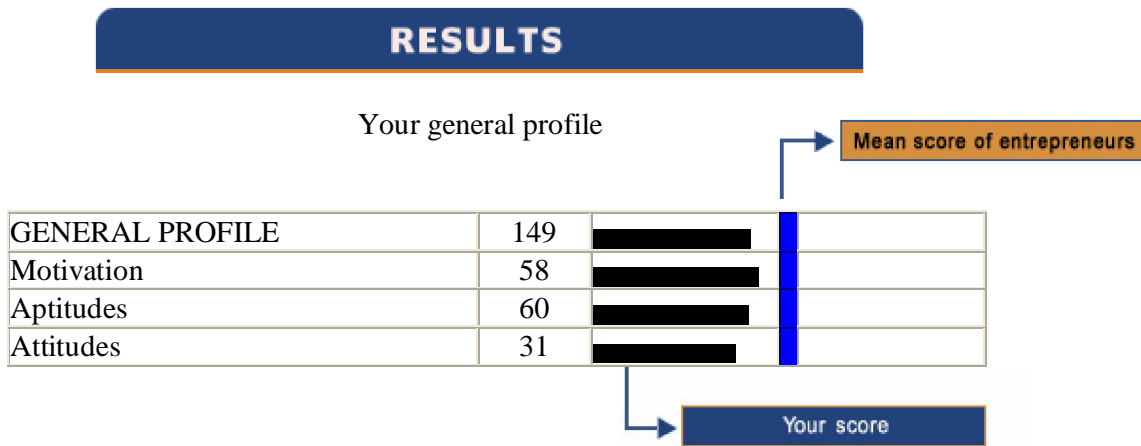 RESULTS
Your general profile
Mean score of entrepreneurs
GENERAL PROFILE 149
Motivation 58
Aptitudes 60
Attitudes 31
Your score